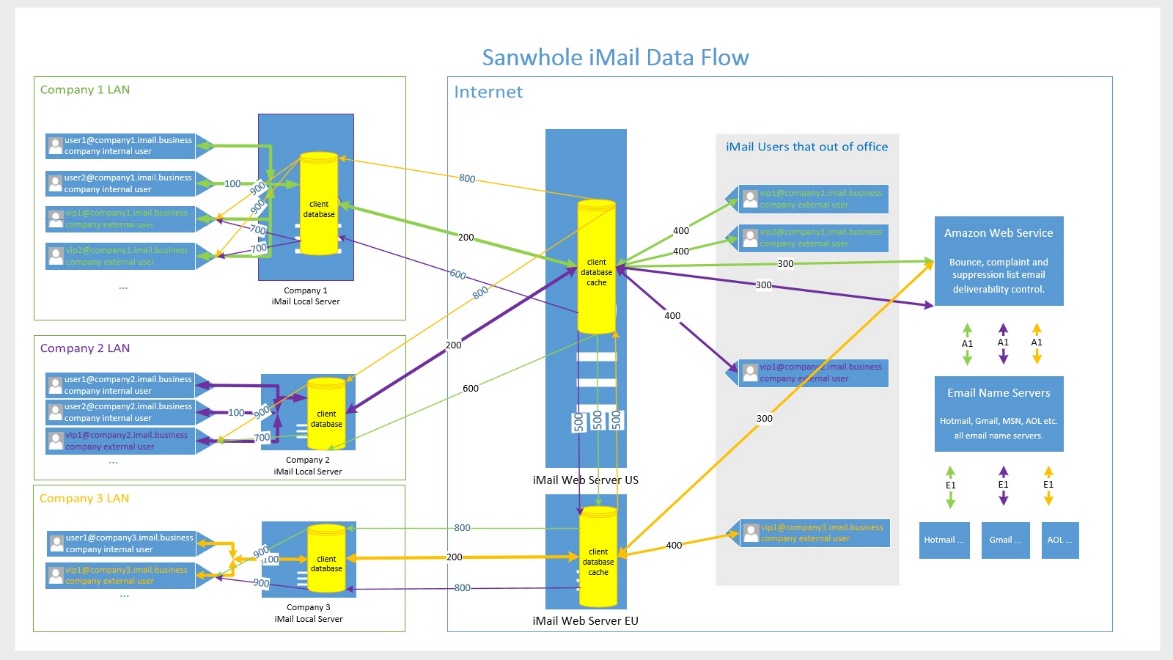 Sanwhole iMail Data Flow
Company 1 LAN
user1@company1.imail.business
company internal user
user2@company1.imail.business
company internal user
vip1@company1.imail.business
company external user
vip2@company1.imail.business
company external user
...
100
900
900
700
700
client
database
Company 1
iMail Local Server
Company 2 LAN
user1@company2.imail.business
company internal user
user2@company2.imail.business
company internal user
vip1@company2.imail.business
company external user
...
100
900
700
client
database
Company 2
iMail Local Server
Company 3 LAN
user1@company3.imail.business
company internal user
vip1@company3.imail.business
company external user
...
900
100
900
client
database
Company 3
iMail Local Server
Internet
800
200
600
800
200
600
800
200
800
client
database
cache
500
500
500
iMail Web Server US
client
database
cache
iMail Web Server EU
iMail Users that out of office
vip1@company1.imail.business
company external user
vip2@company1.imail.business
company external user
vip1@company2.imail.business
company external user
vip1@company3.imail.business
company external user
400
400
300
300
400
300
400
Amazon Web Service
Bounce, complaint and
suppression list email
deliverability control.
A1
A1
A1
Email Name Servers
Hotmail, Gmail, MSN, AOL etc.
all email name servers.
E1
E1
E1
Hotmail ...
Gmail ...
AOL ...